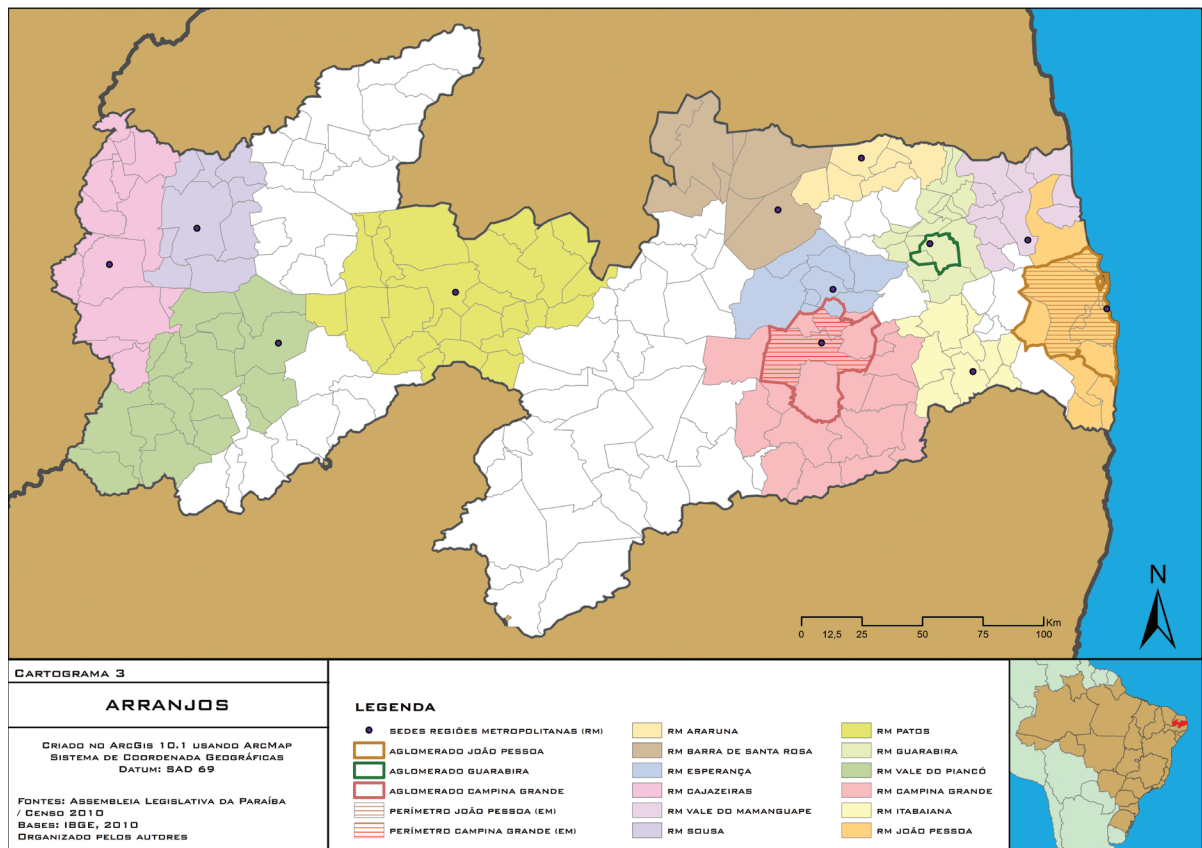 N
Km
0 12,5 25 50 75 100
CARTOGRAMA 3
ARRANJOS
CRIADO NO ARCGIS 10.1 USANDO ARCMAP
SISTEMA DE COORDENADA GEOGRÁFICAS
DATUM: SAD 69
FONTES: ASSEMBLEIA LEGISLATIVA DA PARAÍBA
/ CENSO 2010
BASES: IBGE, 2010
ORGANIZADO PELOS AUTORES
LEGENDA
SEDES REGIÕES METROPOLITANAS (RM)
AGLOMERADO JOÃO PESSOA
AGLOMERADO GUARABIRA
AGLOMERADO CAMPINA GRANDE
PERÍMETRO JOÃO PESSOA (EM)
PERÍMETRO CAMPINA GRANDE (EM)
RM ARARUNA
RM BARRA DE SANTA ROSA
RM ESPERANÇA
RM CAJAZEIRAS
RM VALE DO MAMANGUAPE
RM SOUSA
RM PATOS
RM GUARABIRA
RM VALE DO PIANCÓ
RM CAMPINA GRANDE
RM ITABAIANA
RM JOÃO PESSOA